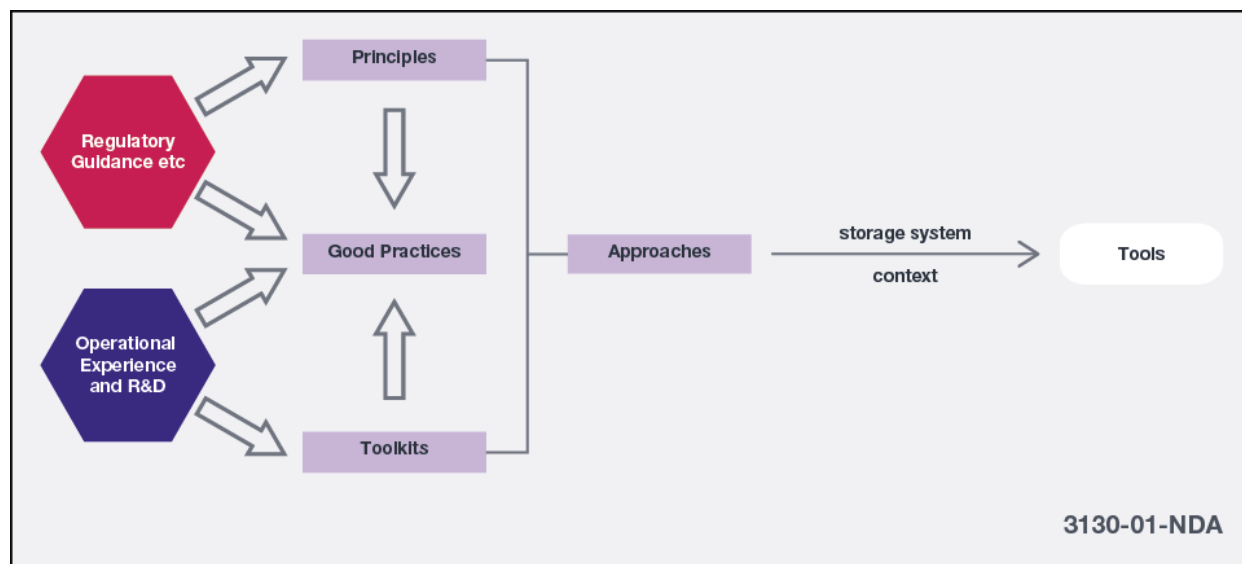 Principles
Regulatory
Guidance etc
Good Practices
Approaches
storage system
context
Tools
Operational
Experience
and R&D
Toolkits
3130-01-NDA